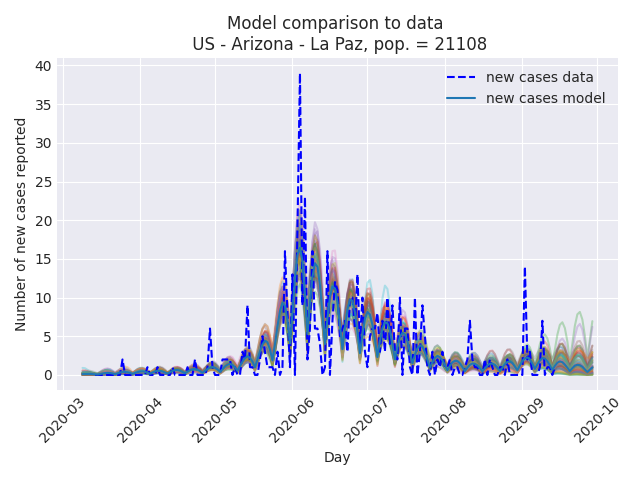 Model comparison to data
US - Arizona - La Paz, pop. = 21108
new cases data
new cases model
Number of new cases reported
40
35
30
25
20
15
10
5
0
2020-03
2020-04
2020-05
2020-06
2020-07
2020-08
2020-09
2020-10
Day